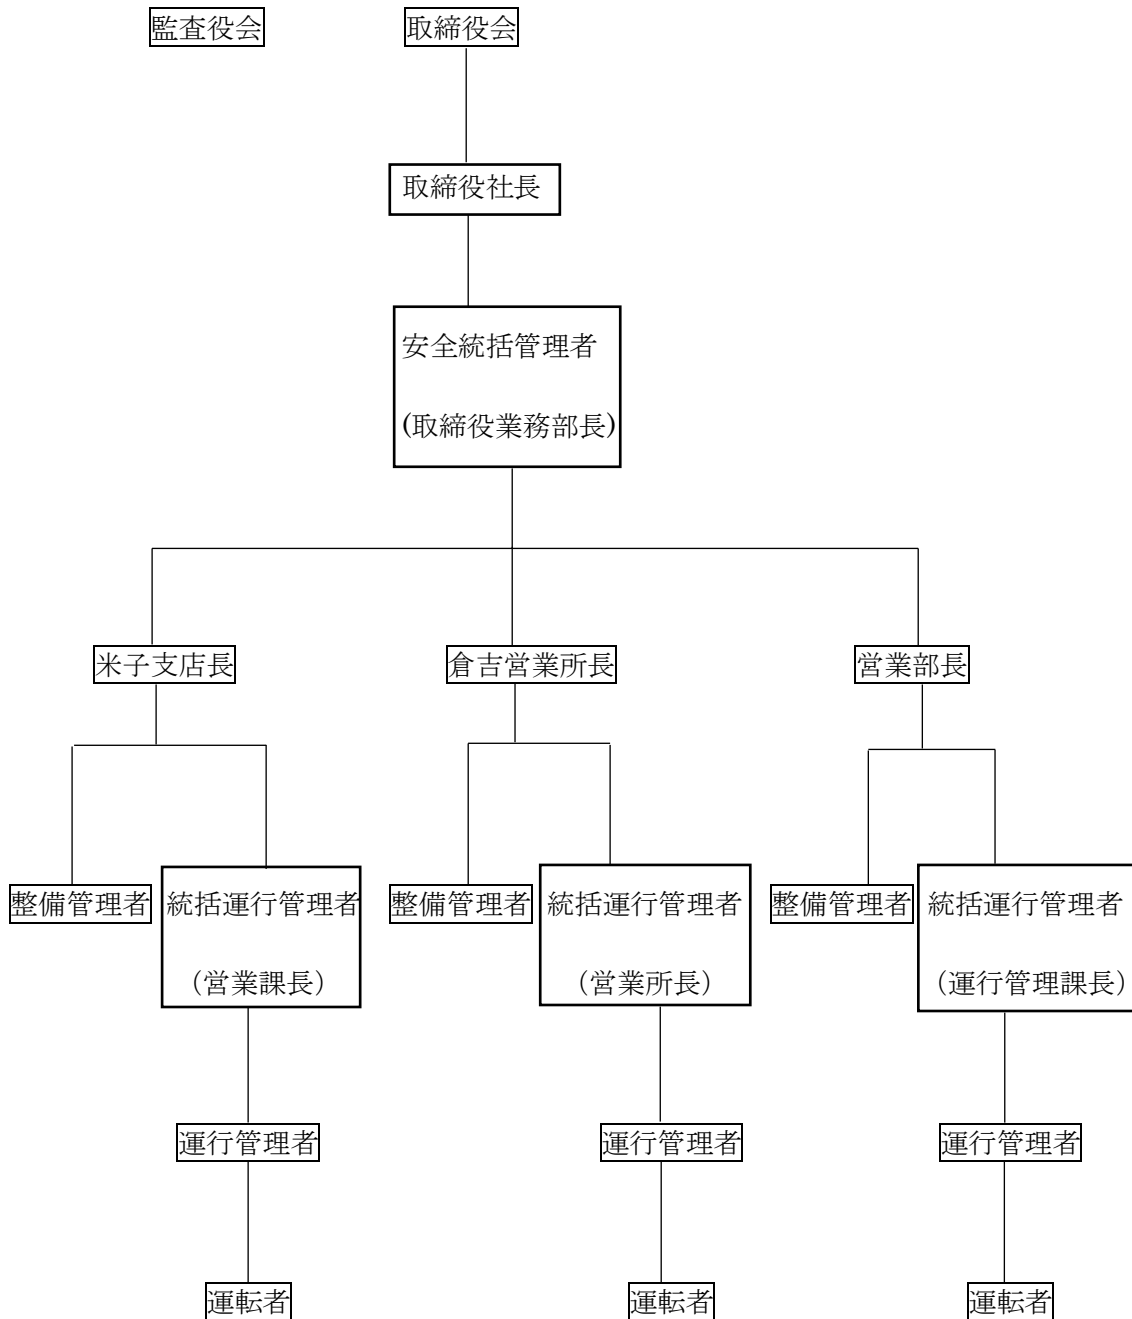 監査役会
取締役会
取締役社長
安全統括管理者
(取締役業務部長)
米子支店長
倉吉営業所長
営業部長
整備管理者
統括運行管理者
（営業課長）
整備管理者
統括運行管理者
（営業所長）
整備管理者
統括運行管理者
（運行管理課長）
運行管理者
運行管理者
運行管理者
運転者
運転者
運転者